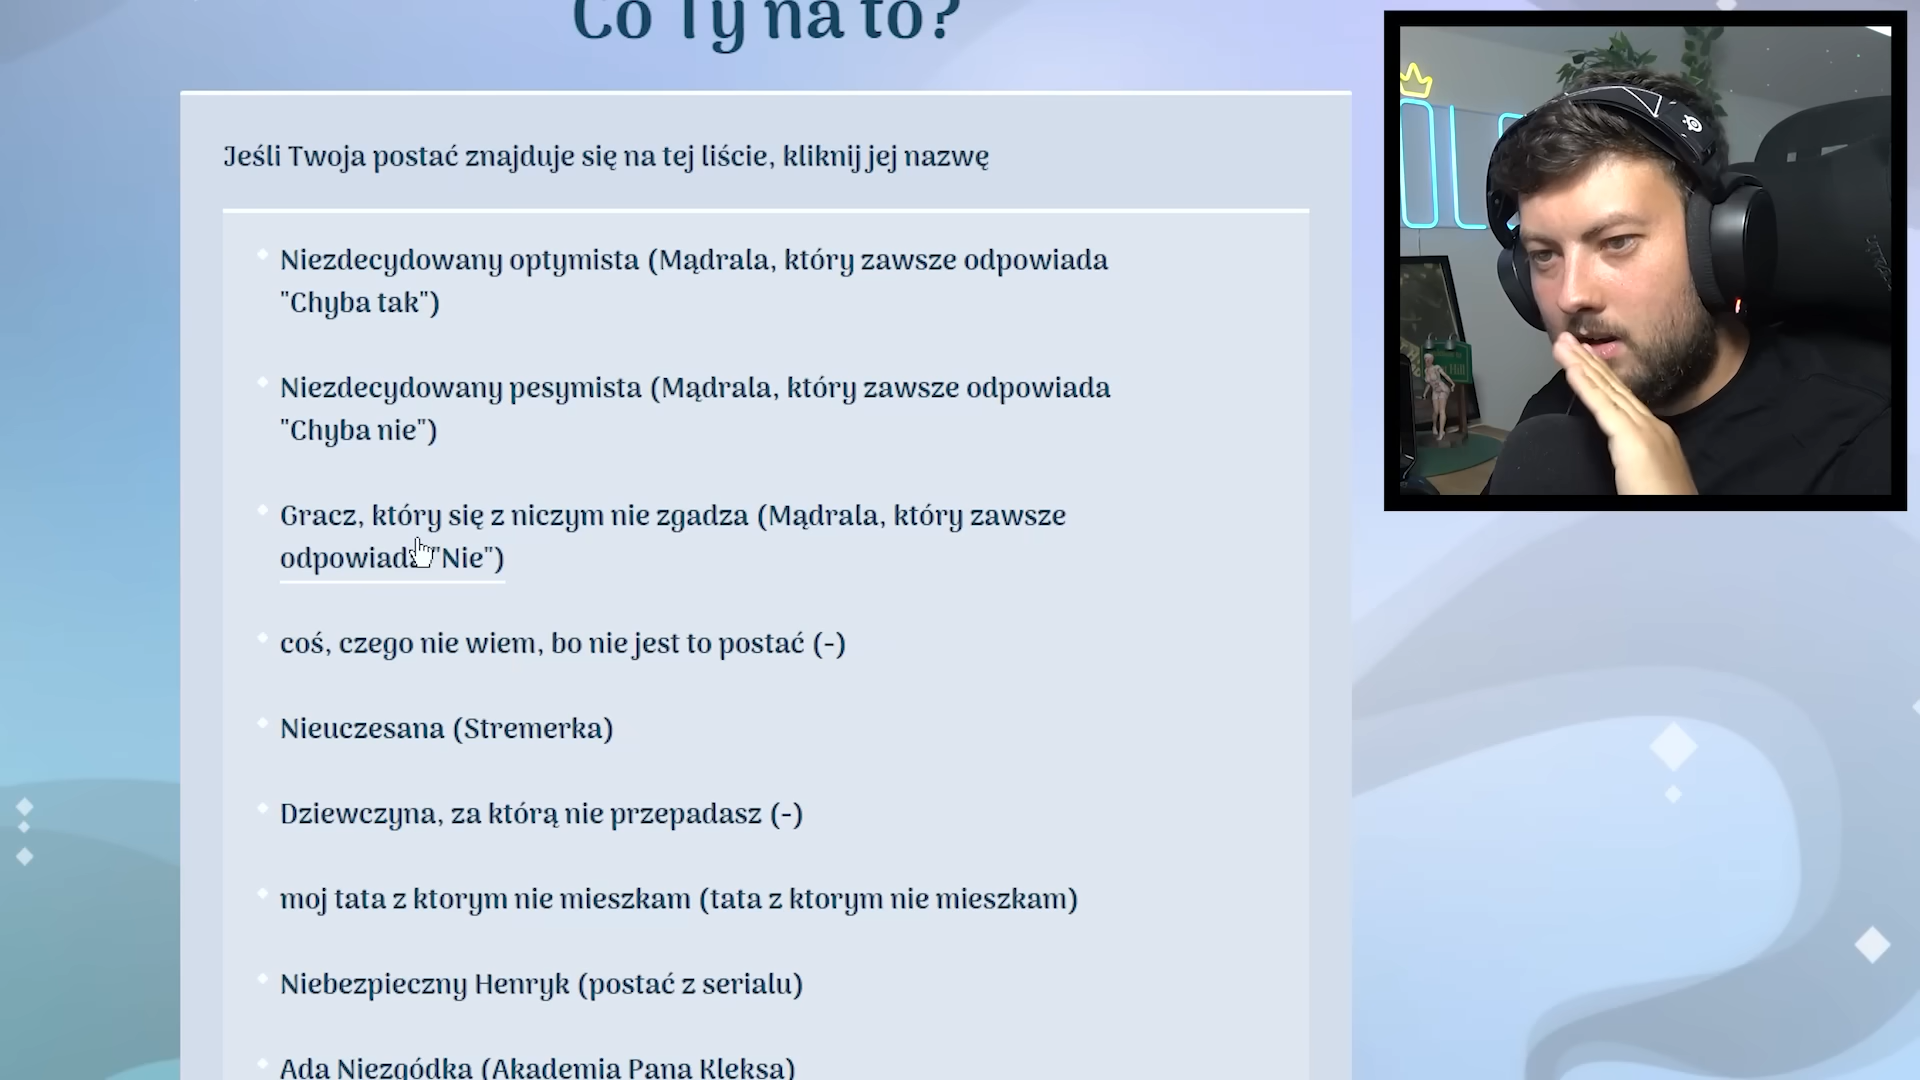 Co Ty na to?
Jeśli Twoja postać znajduje się na tej liście, kliknij jej nazwę
Niezdecydowany optymista (Mądrala, który zawsze odpowiada
"Chyba tak")
Niezdecydowany pesymista (Mądrala, który zawsze odpowiada
"Chyba nie")
Gracz, który się z niczym nie zgadza (Mądrala, który zawsze
odpowiada "Nie")
coś, czego nie wiem, bo nie jest to postać (-)
Nieuczesana (Stremerka)
Dziewczyna, za którą nie przepadasz (-)
moj tata z ktorym nie mieszkam (tata z ktorym nie mieszkam)
Niebezpieczny Henryk (postać z serialu)
Ada Niezgódka (Akademia Pana Kleksa)